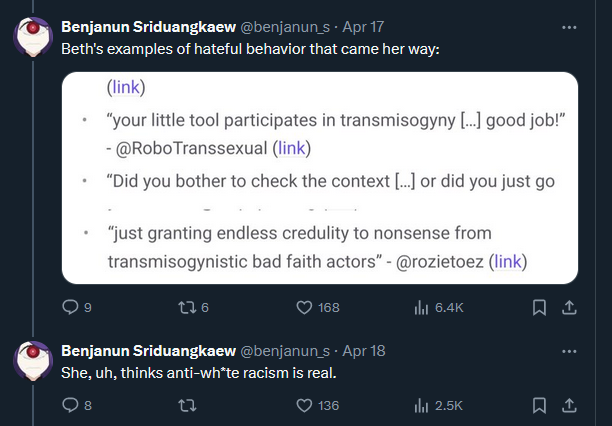 Benjanun Sriduangkaew @benjanun_s · Apr 17
Beth's examples of hateful behavior that came her way:
(link)
• “your little tool participates in transmisogyny [...] good job!”
- @RoboTranssexual (link)
• “Did you bother to check the context [...] or did you just go
• “just granting endless credulity to nonsense from
transmisogynistic bad faith actors” - @rozietoez (link)
9 6 168 6.4K
Benjanun Sriduangkaew @benjanun_s · Apr 18
She, uh, thinks anti-wh*te racism is real.
8 136 2.5K